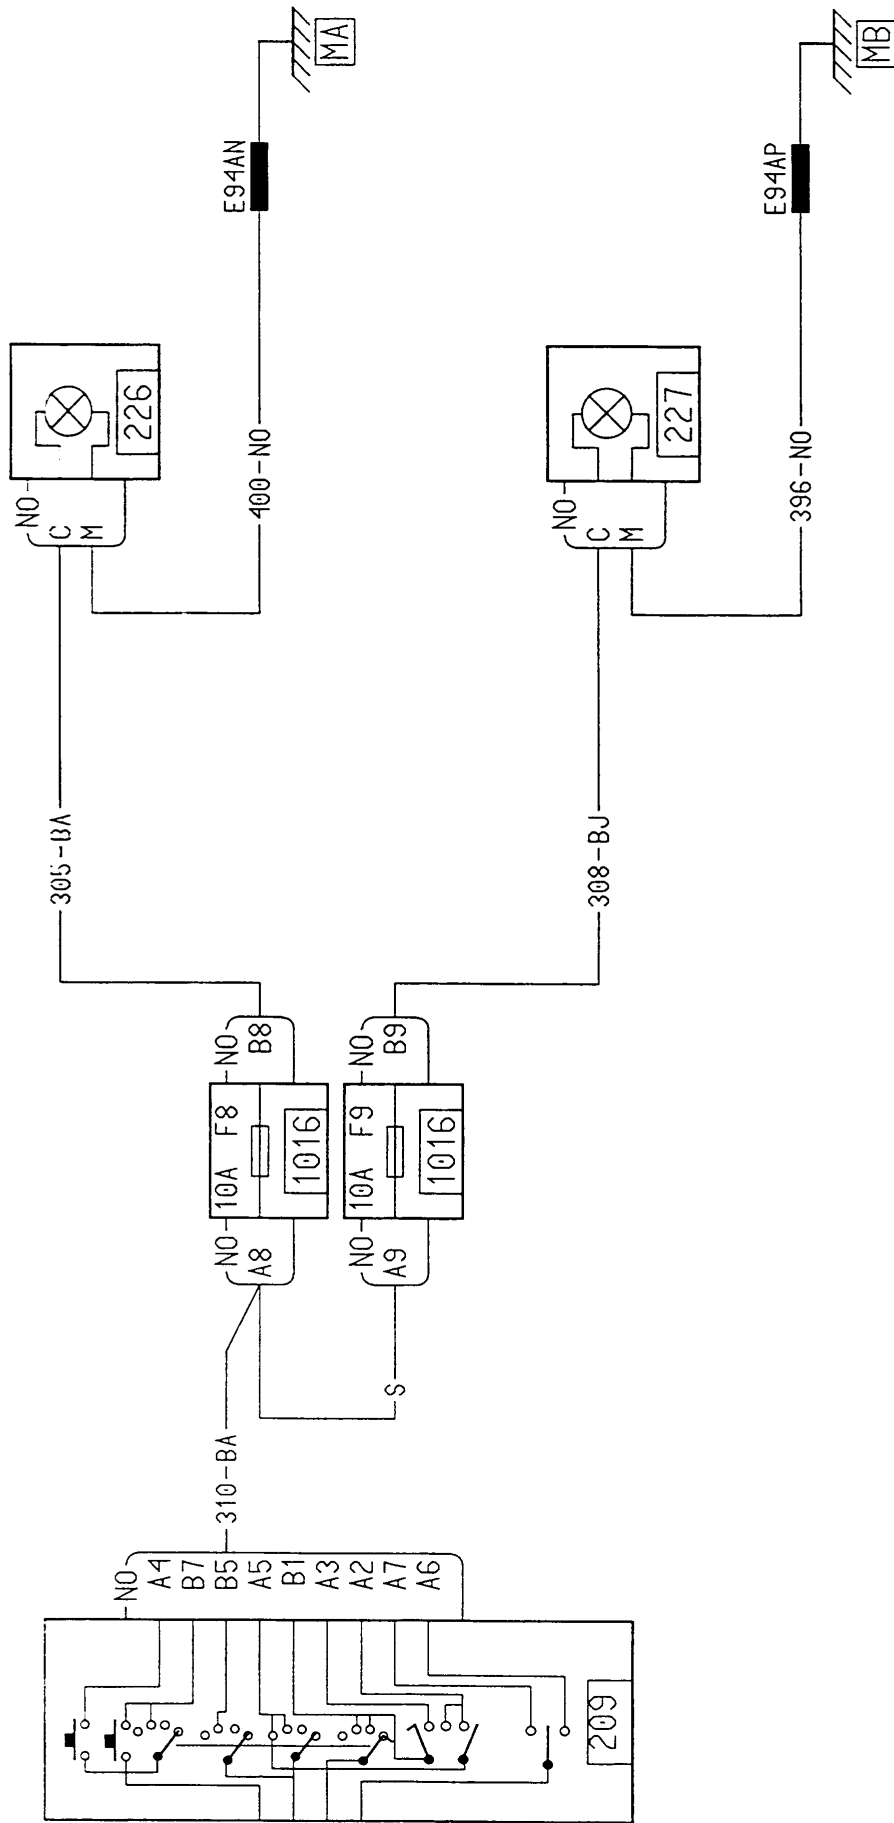 MA
E94AN
226
NO
C
M
400-NO
305-BA
MB
E94AP
227
NO
C
M
396-NO
308-BJ
NO
B8
10A F8
1016
NO
A8
NO
B9
10A F9
1016
NO
A9
S
310-BA
NO
A4
B7
B5
A5
B1
A3
A2
A7
A6
209